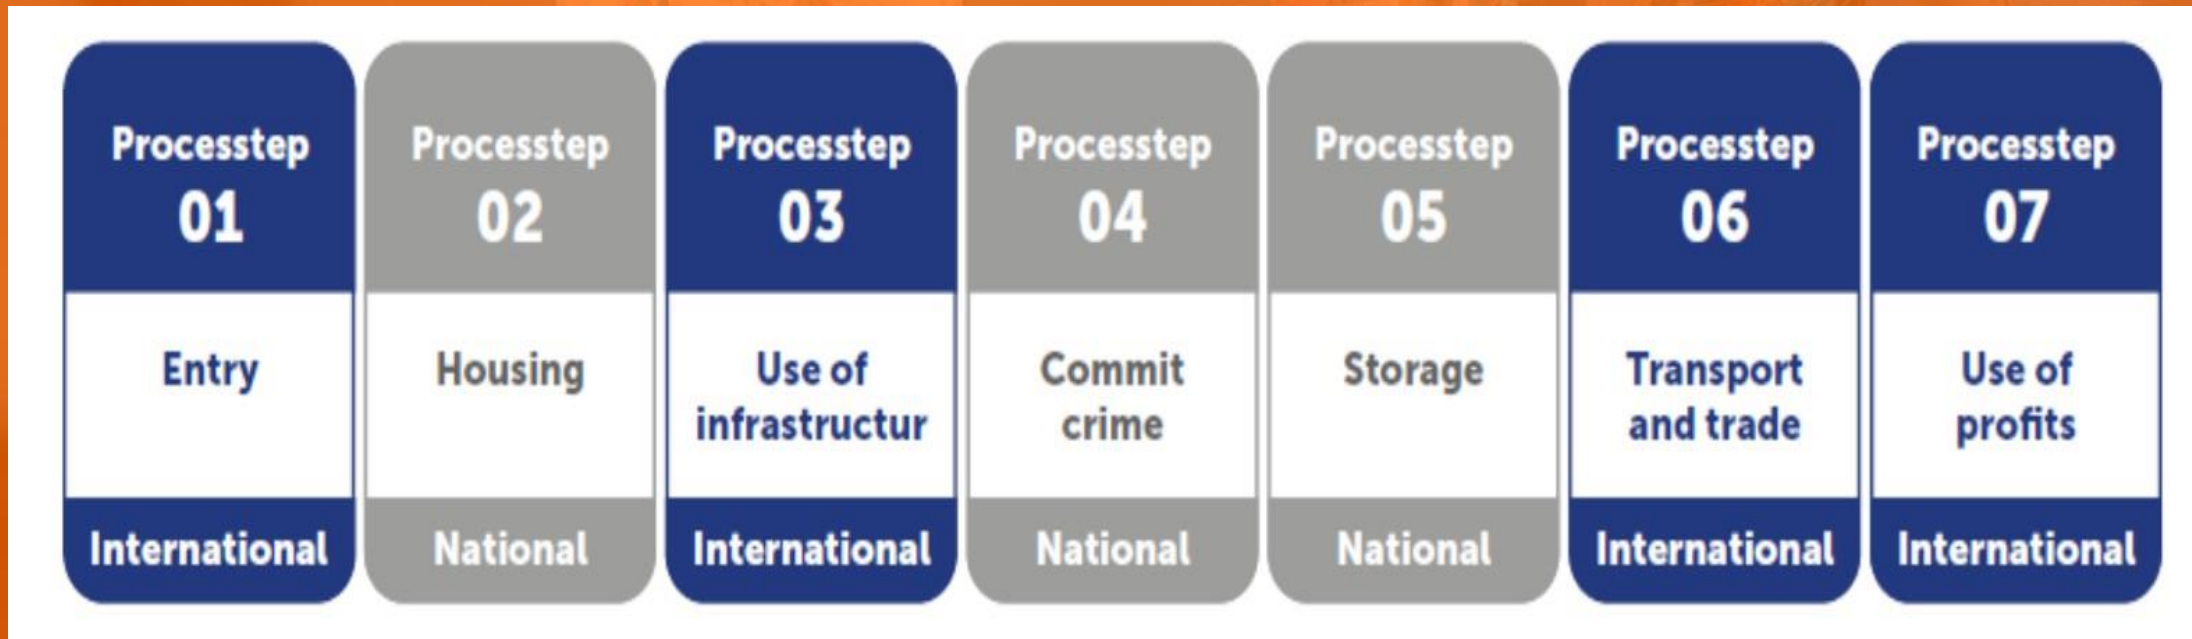 Processtep
01
Entry
International
Processtep
02
Housing
National
Processtep
03
Use of
infrastructur
International
Processtep
04
Commit
crime
National
Processtep
05
Storage
National
Processtep
06
Transport
and trade
International
Processtep
07
Use of
profits
International